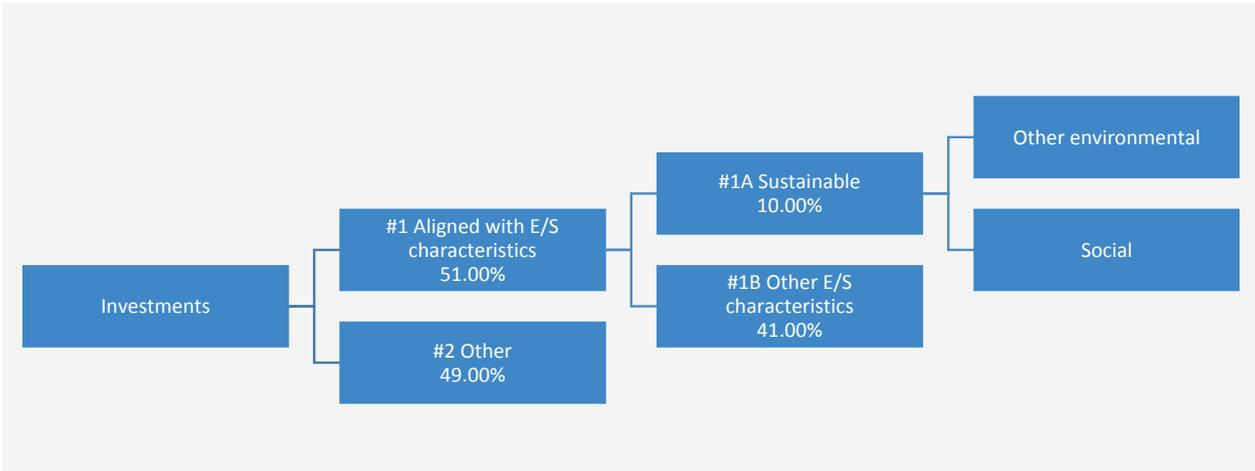 Investments
#1 Aligned with E/S
characteristics
51.00%
#2 Other
49.00%
#1A Sustainable
10.00%
#1B Other E/S
characteristics
41.00%
Other environmental
Social